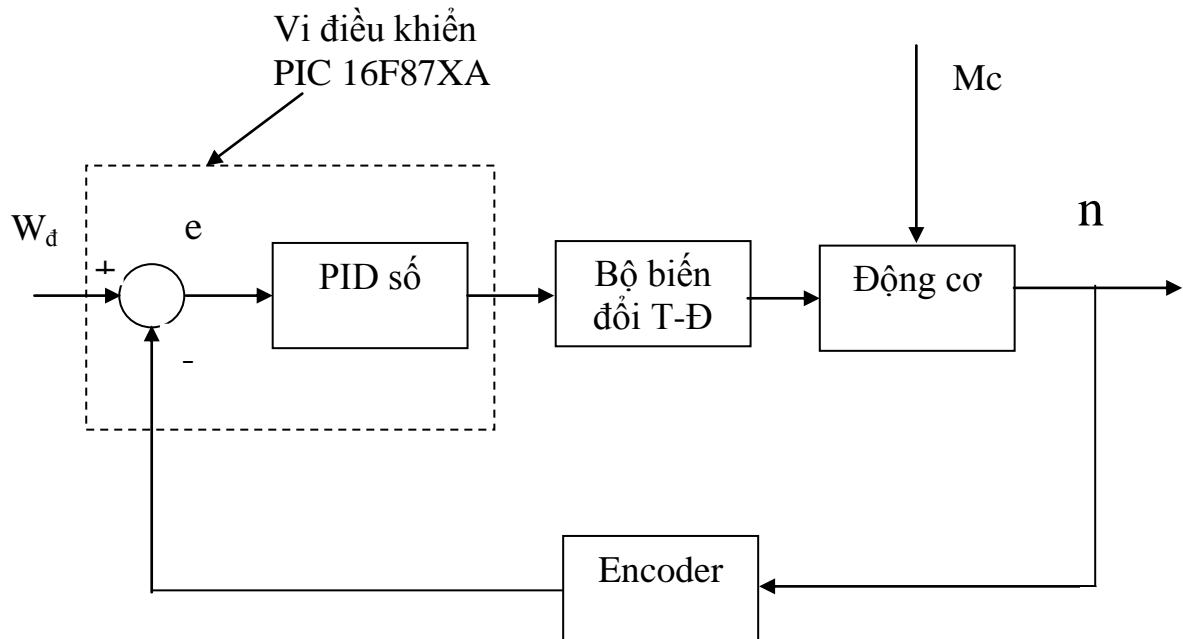 Vi điều khiển
PIC 16F87XA
Mc
n
Wđ
e
+
-
PID số
Bộ biến
đổi T-Đ
Động cơ
Encoder